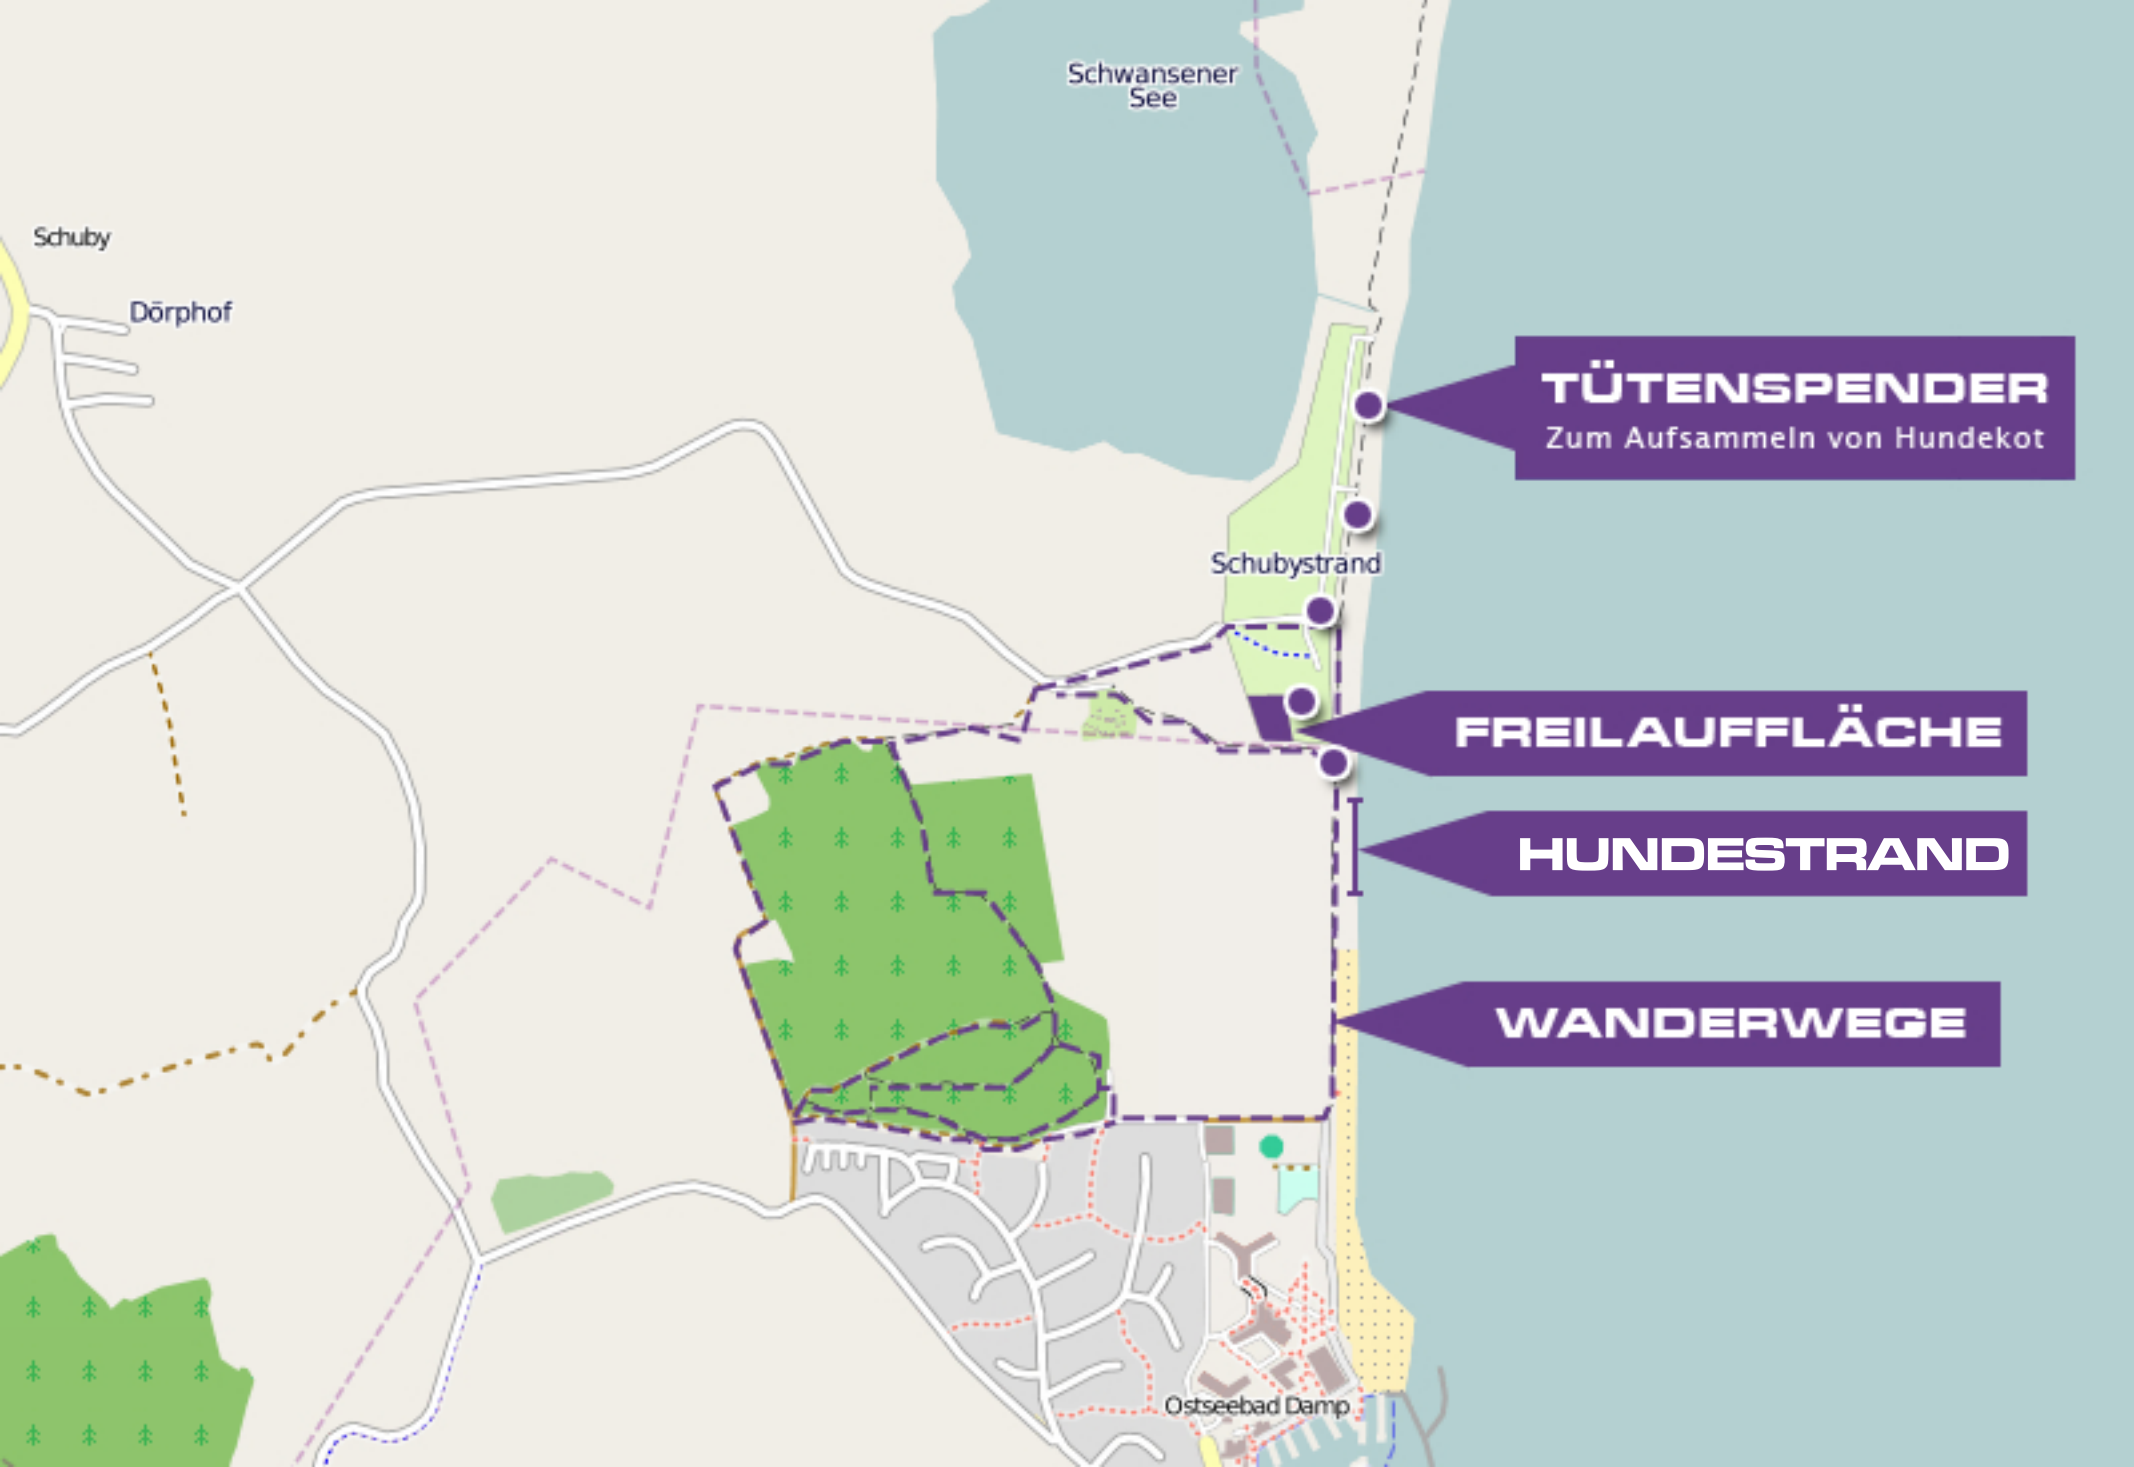 Schwansener
See
Schuby
Dörphof
TÜTENSPENDER
Zum Aufsammeln von Hundekot
Schubystrand
FREILAUFFLÄCHE
HUNDESTRAND
WANDERWEGE
Ostseebad Damp